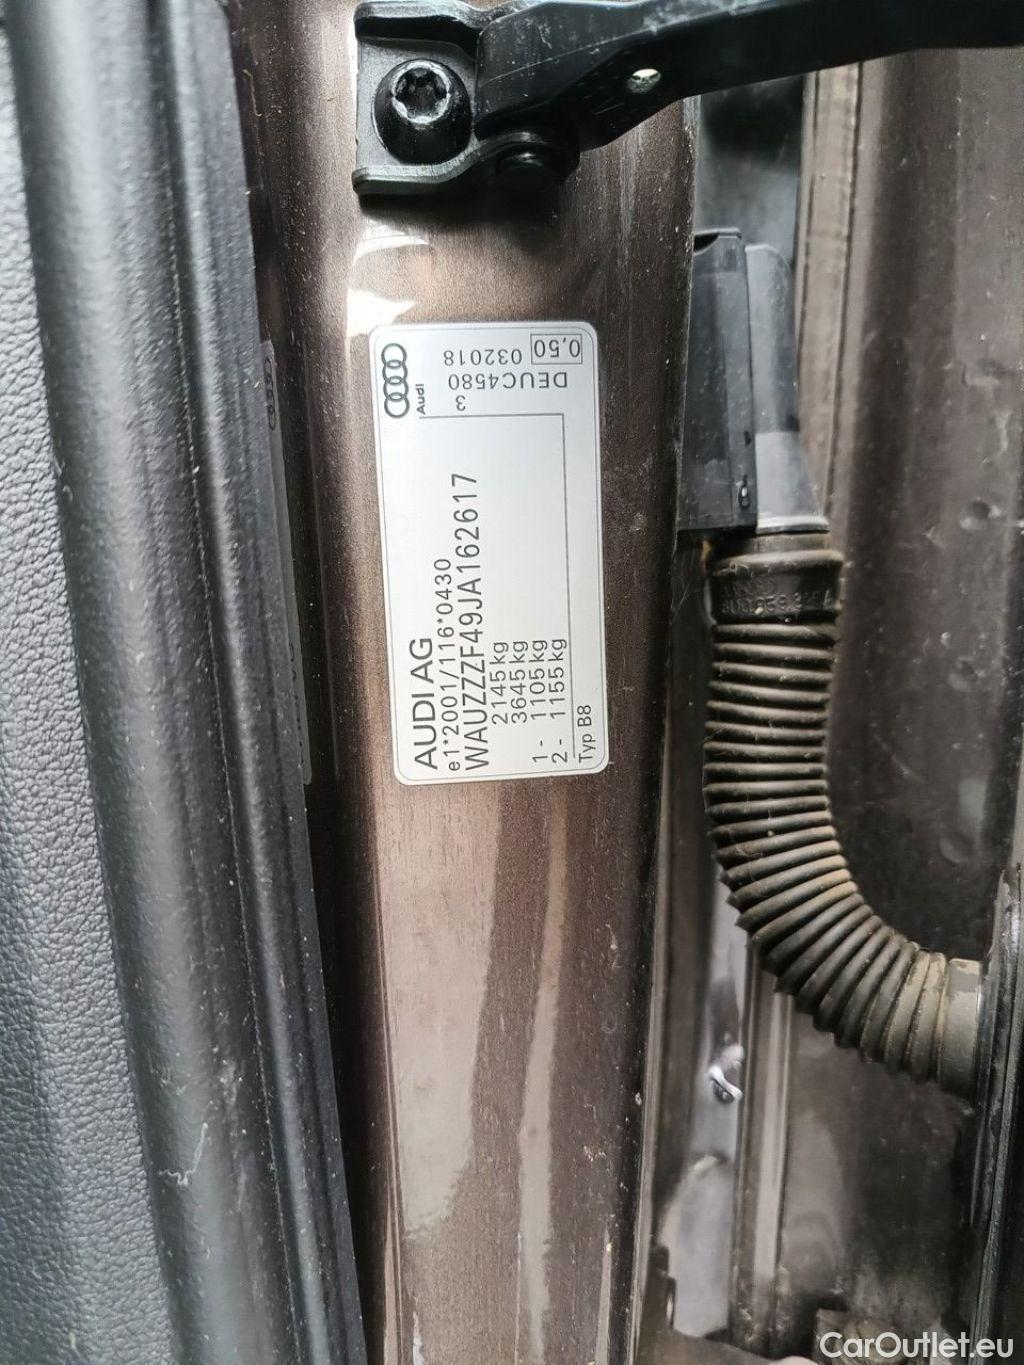 AUDI AG
e1*2001/116*0430
WAUZZZF49JA162617
2145kg
3645kg
1- 1105kg
2- 1155kg
Typ B8
Audi
3
DEUC4580
032018
0,50
CarOutlet.eu